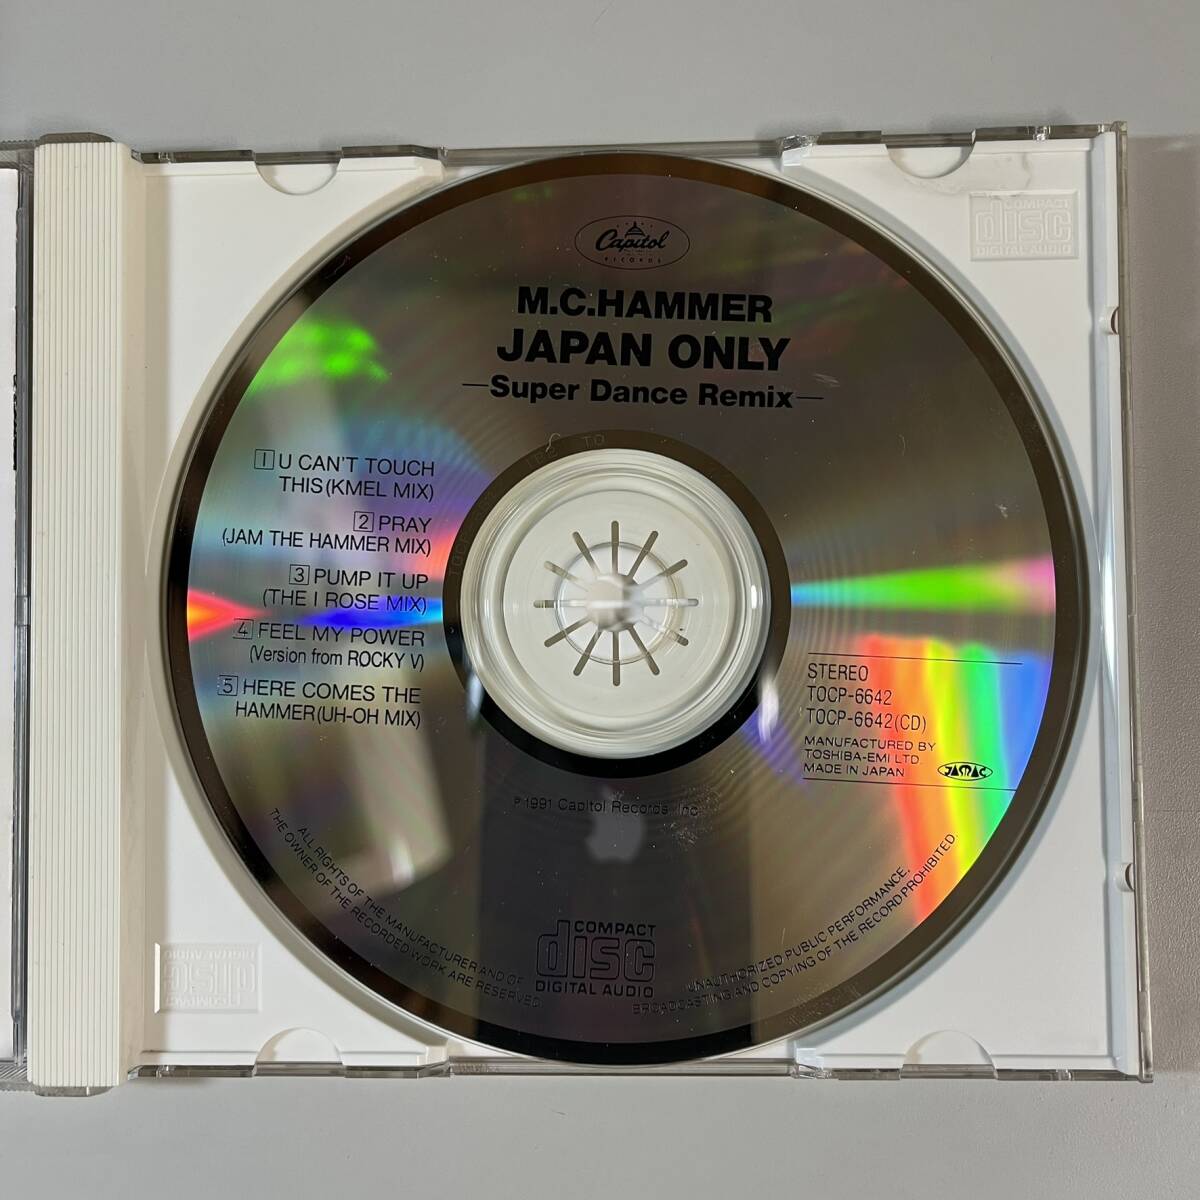 Capitol
RECORDS
M.C.HAMMER
JAPAN ONLY
—Super Dance Remix—
1 U CAN'T TOUCH
THIS(KMEL MIX)
2 PRAY
(JAM THE HAMMER MIX)
3 PUMP IT UP
(THE I ROSE MIX)
4 FEEL MY POWER
(Version from ROCKY V)
5 HERE COMES THE
HAMMER(UH-OH MIX)
STEREO
TOCP-6642
TOCP-6642(CD)
MANUFACTURED BY
TOSHIBA-EMI LTD.
MADE IN JAPAN
JASRAC
℗1991 Capitol Records, Inc.
ALL RIGHTS OF THE MANUFACTURER AND OF
THE OWNER OF THE RECORDED WORK ARE RESERVED.
UNAUTHORIZED PUBLIC PERFORMANCE.
BROADCASTING AND COPYING OF THE RECORD PROHIBITED.
COMPACT
disc
DIGITAL AUDIO
COMPACT
disc
DIGITAL AUDIO
COMPACT
disc
DIGITAL AUDIO